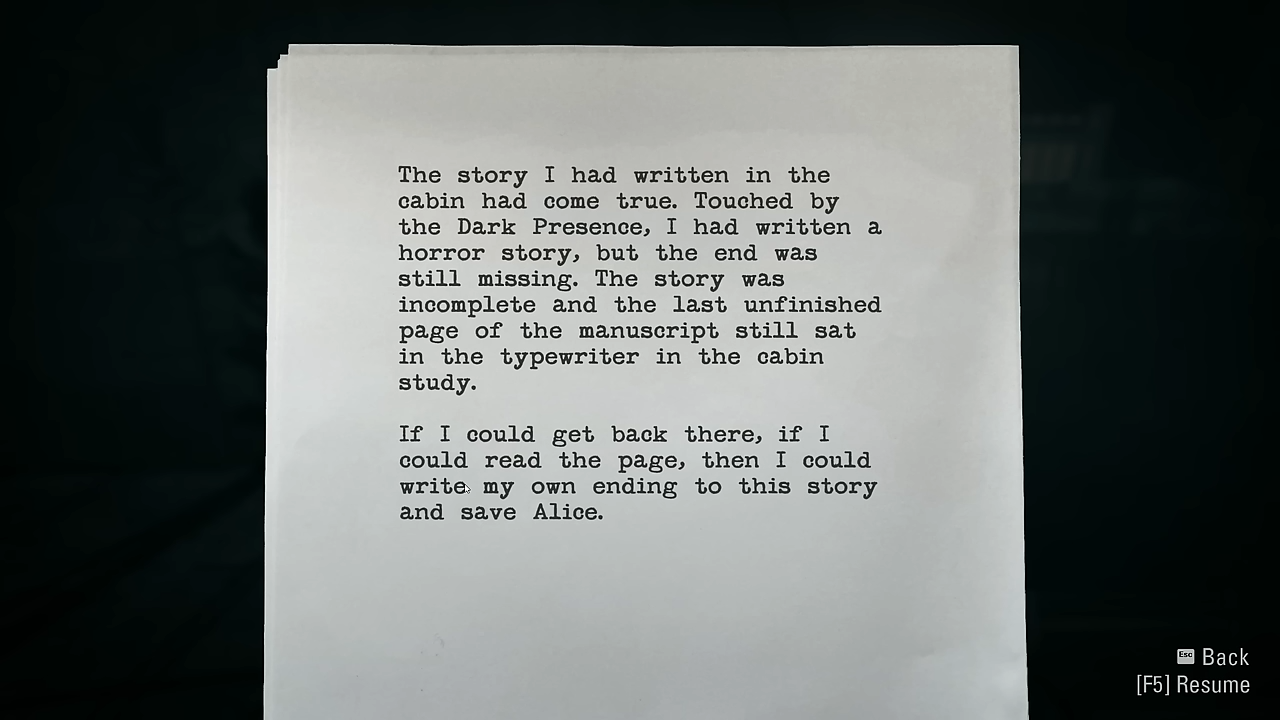 The story I had written in the
cabin had come true. Touched by
the Dark Presence, I had written a
horror story, but the end was
still missing. The story was
incomplete and the last unfinished
page of the manuscript still sat
in the typewriter in the cabin
study.
If I could get back there, if I
could read the page, then I could
write my own ending to this story
and save Alice.
Esc Back
[F5] Resume